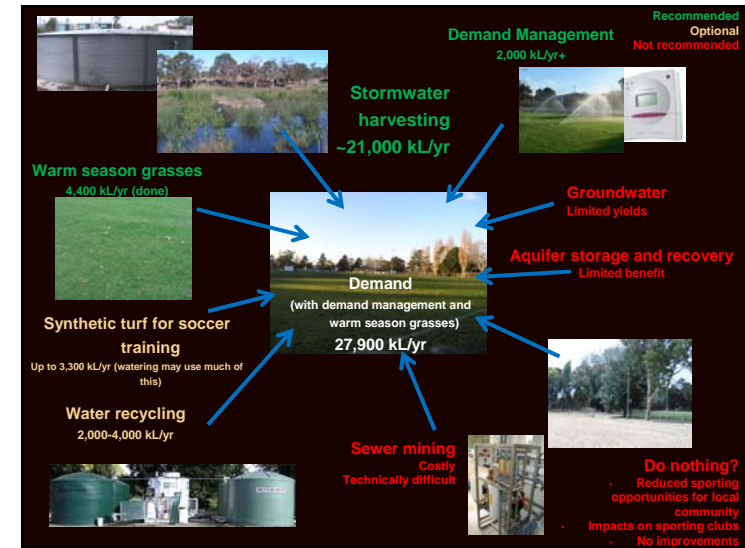 Recommended
Optional
Not recommended
Demand Management
2,000 kL/yr+
Stormwater
harvesting
~21,000 kL/yr
Warm season grasses
4,400 kL/yr (done)
Groundwater
Limited yields
Aquifer storage and recovery
Limited benefit
Demand
(with demand management and
warm season grasses)
27,900 kL/yr
Synthetic turf for soccer
training
Up to 3,300 kL/yr (watering may use much of
this)
Water recycling
2,000-4,000 kL/yr
Sewer mining
Costly
Technically difficult
Do nothing?
· Reduced sporting
opportunities for local
community
· Impacts on sporting clubs
· No improvements